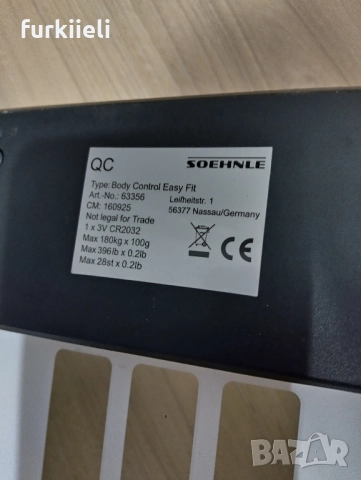 furkiieli
QC
SOEHNLE
Type: Body Control Easy Fit
Art.-No.: 63356
Leifheitstr. 1
CM: 160925
56377 Nassau/Germany
Not legal for Trade
1 x 3V CR2032
Max 180kg x 100g
Max 396lb x 0.2lb
Max 28st x 0.2lb
CE
BAZAR
bazar.bg